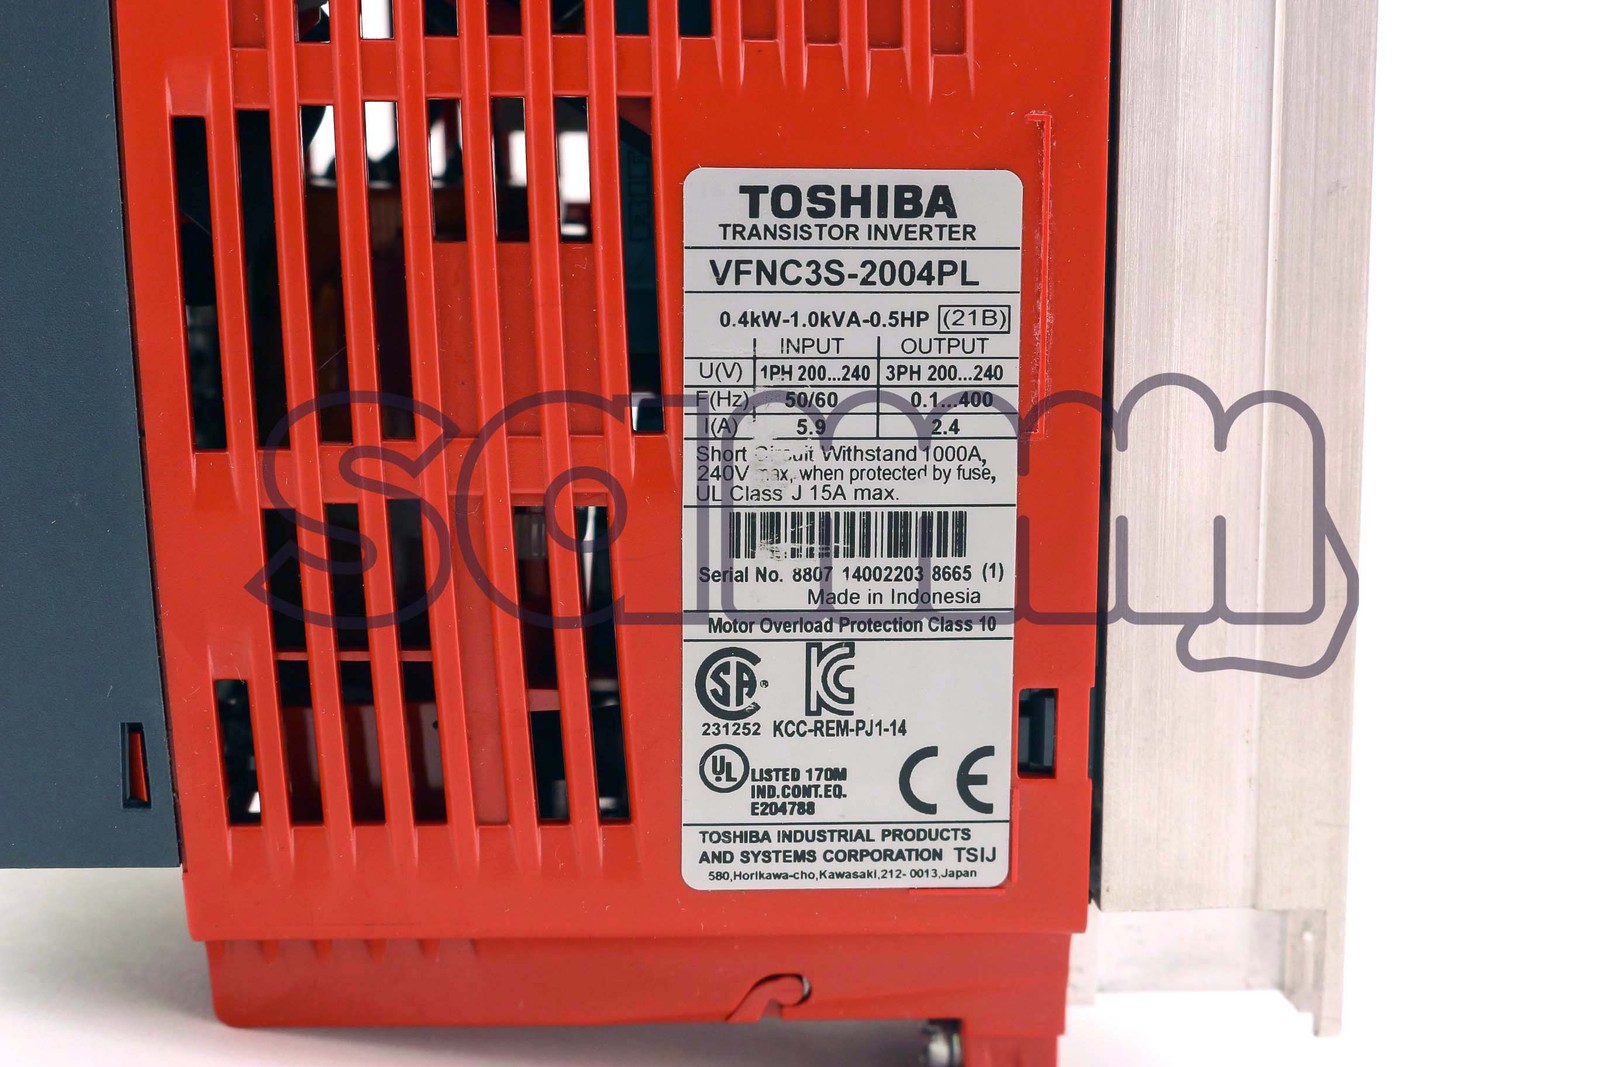 TOSHIBA
TRANSISTOR INVERTER
VFNC3S-2004PL
0.4kW-1.0kVA-0.5HP (21B)
INPUT OUTPUT
U(V) 1PH 200...240 3PH 200...240
F(Hz) 50/60 0.1...400
I(A) 5.9 2.4
Short Circuit Withstand 1000A,
240V max, when protected by fuse,
UL Class J 15A max.
Serial No. 8807 14002203 8665 (1)
Made in Indonesia
Motor Overload Protection Class 10
SA ® KC
231252 KCC-REM-PJ1-14
UL LISTED 170M
IND.CONT.EQ.
E204788
CE
TOSHIBA INDUSTRIAL PRODUCTS
AND SYSTEMS CORPORATION TSIJ
580,Horikawa-cho,Kawasaki,212-0013,Japan
samm